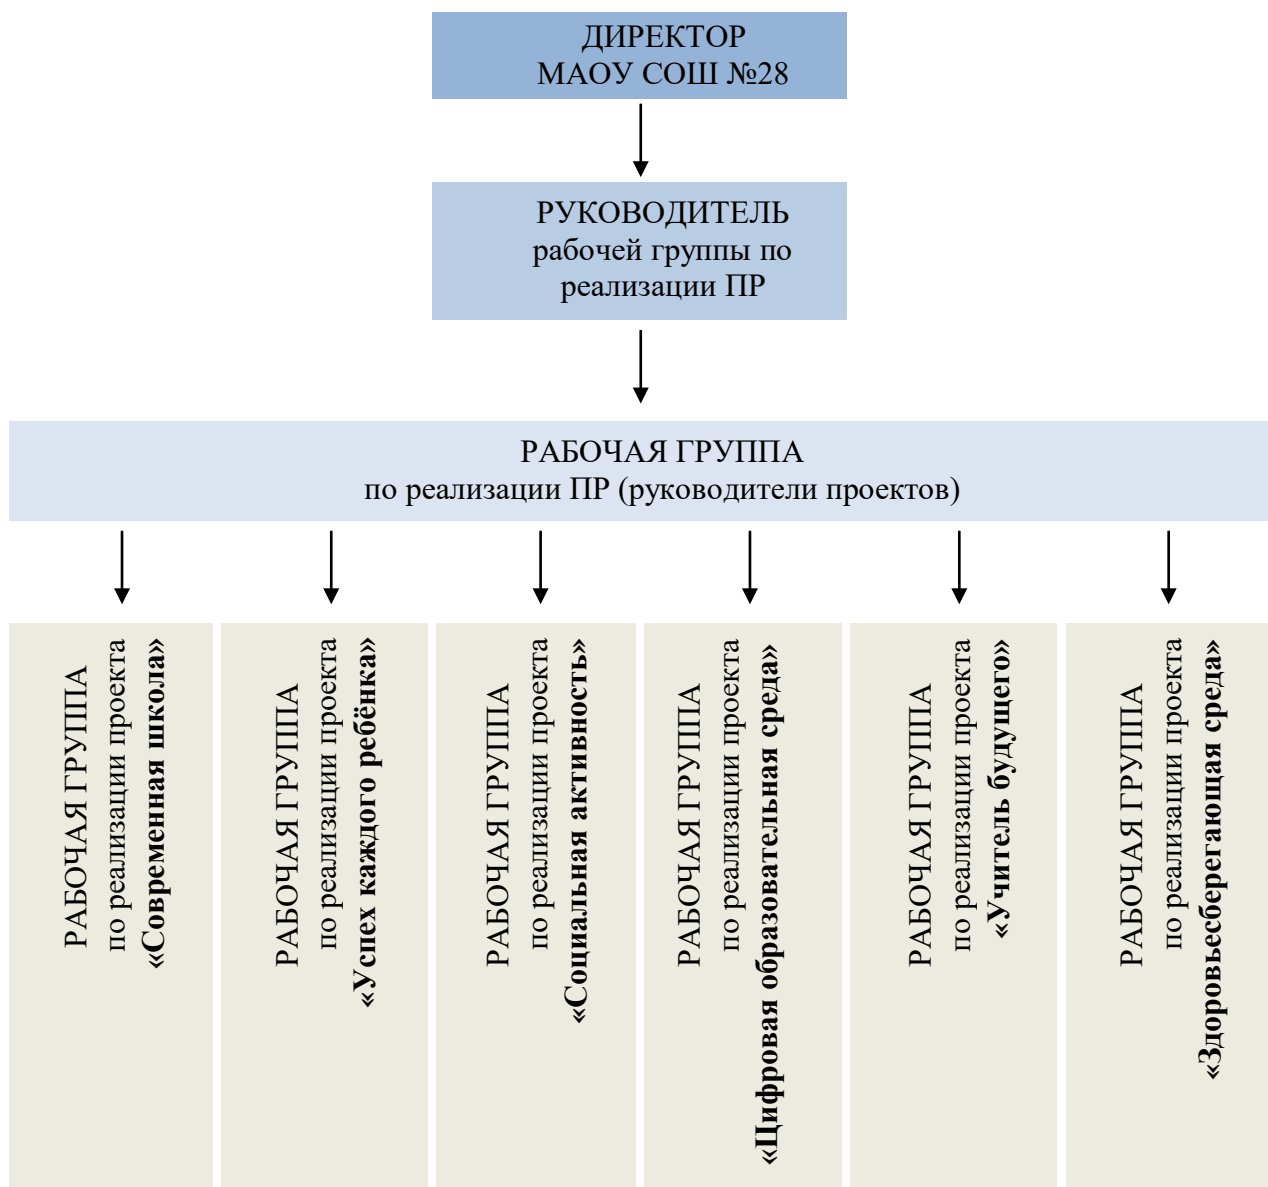 ДИРЕКТОР
МАОУ СОШ №28
РУКОВОДИТЕЛЬ
рабочей группы по
реализации ПР
РАБОЧАЯ ГРУППА
по реализации ПР (руководители проектов)
РАБОЧАЯ ГРУППА
по реализации проекта
«Современная школа»
РАБОЧАЯ ГРУППА
по реализации проекта
«Успех каждого ребёнка»
РАБОЧАЯ ГРУППА
по реализации проекта
«Социальная активность»
РАБОЧАЯ ГРУППА
по реализации проекта
«Цифровая образовательная среда»
РАБОЧАЯ ГРУППА
по реализации проекта
«Учитель будущего»
РАБОЧАЯ ГРУППА
по реализации проекта
«Здоровьесберегающая среда»